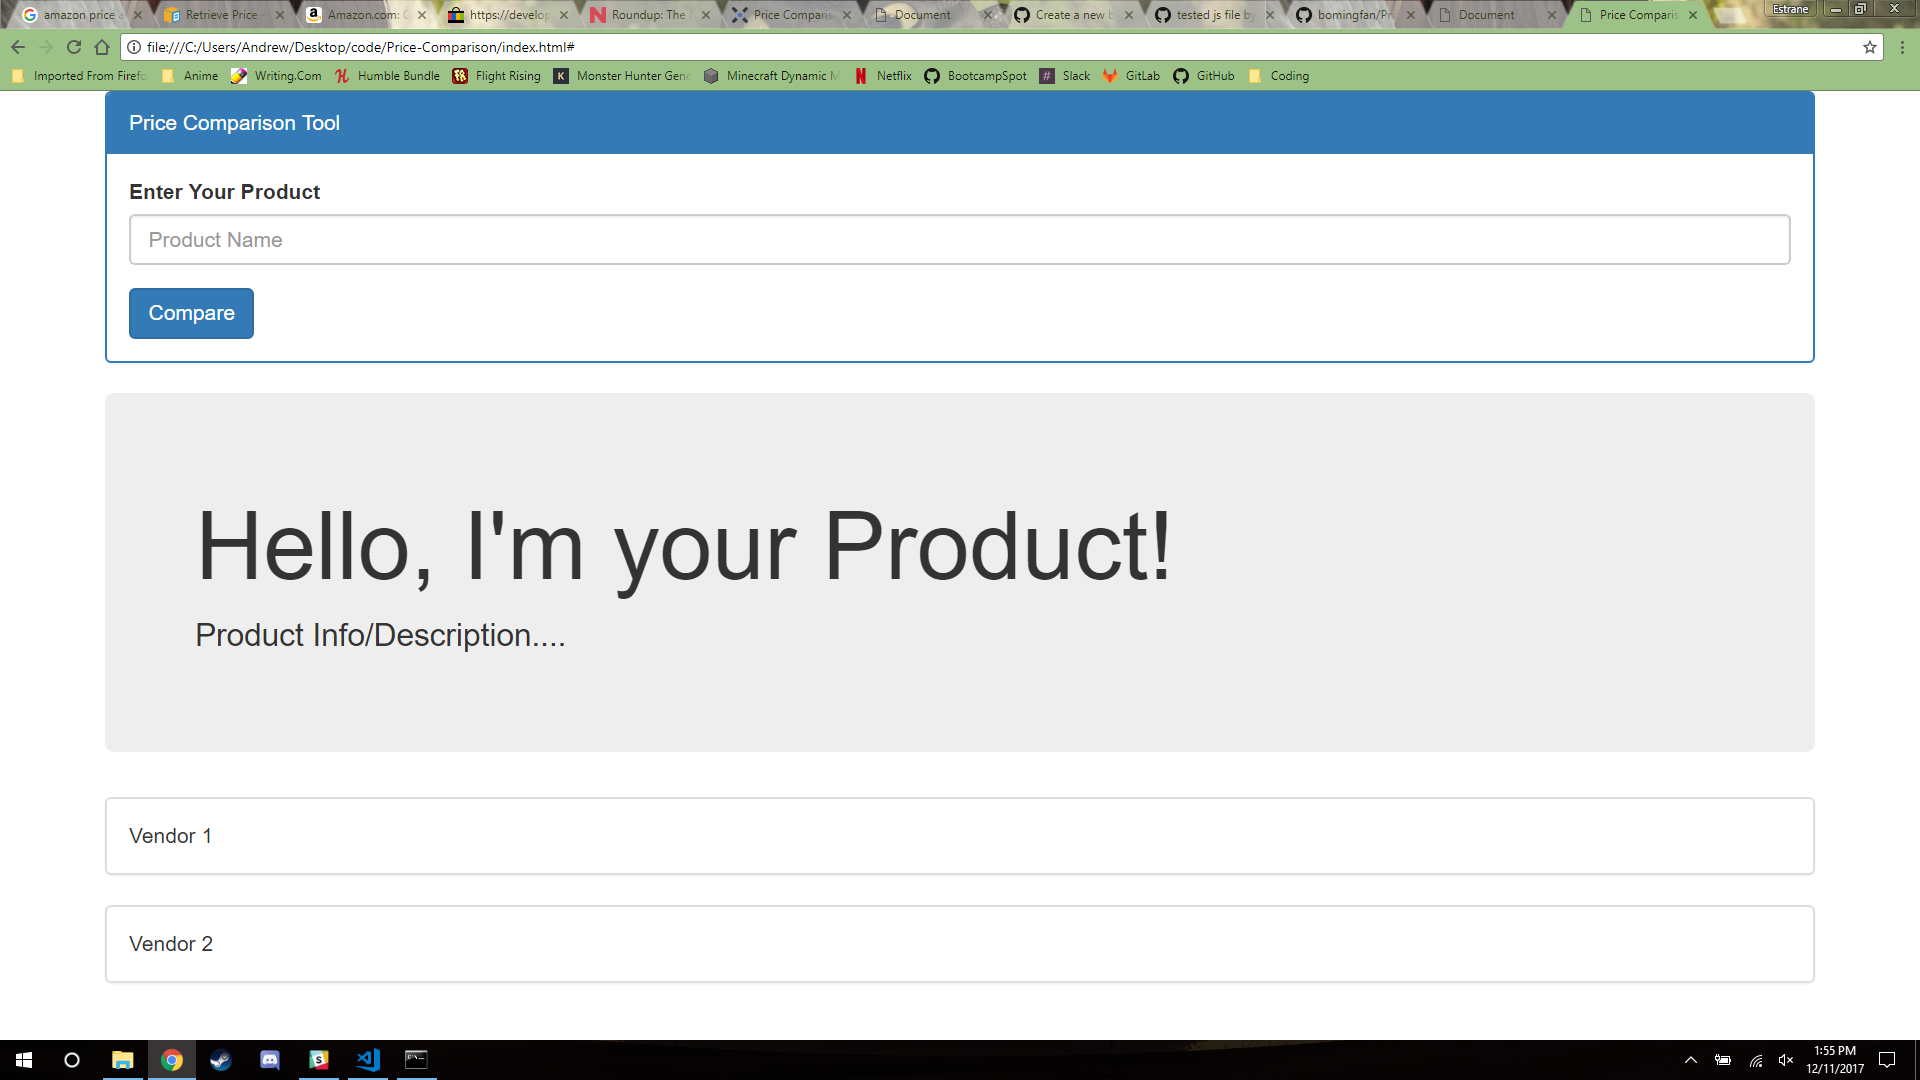 amazon price a
Retrieve Price
Amazon.com:
https://develop
Roundup: The
Price Comparis
Document
Create a new b
tested js file by
bomingfan/Pri
Document
Price Comparis
Estrane
file:///C:/Users/Andrew/Desktop/code/Price-Comparison/index.html#
Imported From Firefo
Anime
Writing.Com
Humble Bundle
Flight Rising
Monster Hunter Gene
Minecraft Dynamic M
Netflix
BootcampSpot
Slack
GitLab
GitHub
Coding
Price Comparison Tool
Enter Your Product
Product Name
Compare
Hello, I'm your Product!
Product Info/Description....
Vendor 1
Vendor 2
1:55 PM
12/11/2017